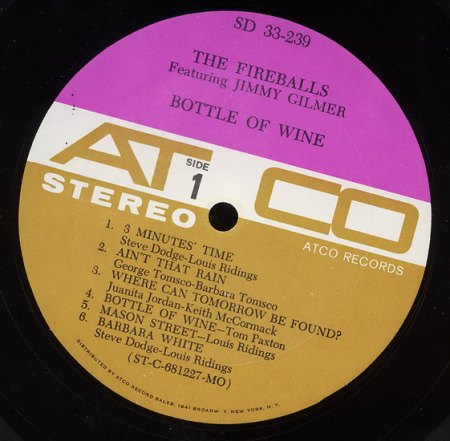 SD 33-239
THE FIREBALLS
Featuring JIMMY GILMER
BOTTLE OF WINE
ATCO
SIDE
1
STEREO
ATCO RECORDS
1. 3 MINUTES' TIME
Steve Dodge-Louis Ridings
2. AIN'T THAT RAIN
George Tomsco-Barbara Tomsco
3. WHERE CAN TOMORROW BE FOUND?
Juanita Jordan-Keith McCormack
4. BOTTLE OF WINE-Tom Paxton
5. MASON STREET-Louis Ridings
6. BARBARA WHITE
Steve Dodge-Louis Ridings
(ST-C-681227-MO)
DISTRIBUTED BY ATCO RECORD SALES, 1841 BROADW Y, NEW YORK, N. Y.